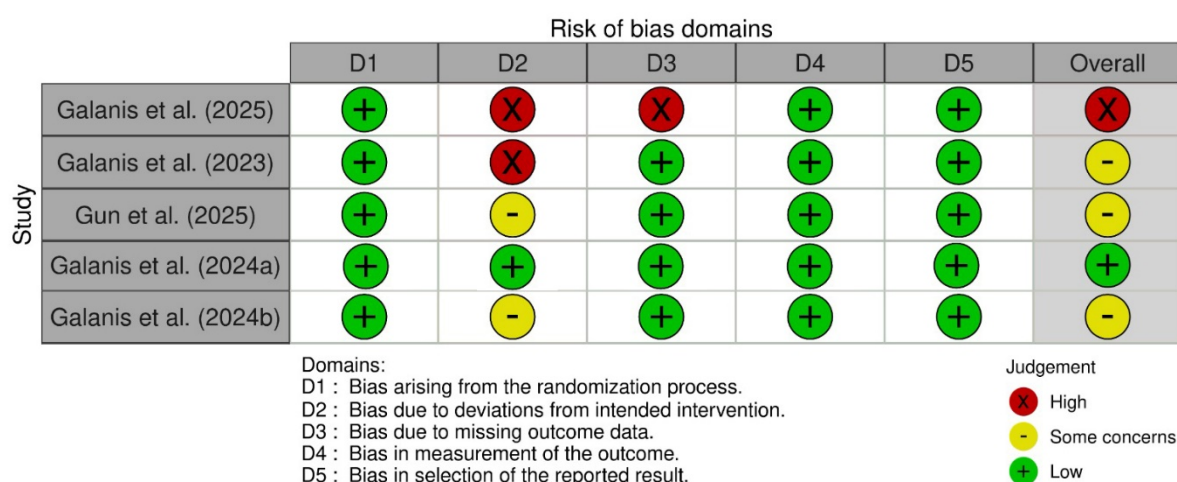 Risk of bias domains
D1 D2 D3 D4 D5 Overall
Study
Galanis et al. (2025) + X X + + X
Galanis et al. (2023) + X + + + -
Gun et al. (2025) + - + + + -
Galanis et al. (2024a) + + + + + +
Galanis et al. (2024b) + - + + + -
Domains:
D1 : Bias arising from the randomization process.
D2 : Bias due to deviations from intended intervention.
D3 : Bias due to missing outcome data.
D4 : Bias in measurement of the outcome.
D5 : Bias in selection of the reported result.
Judgement
X High
- Some concerns
+ Low